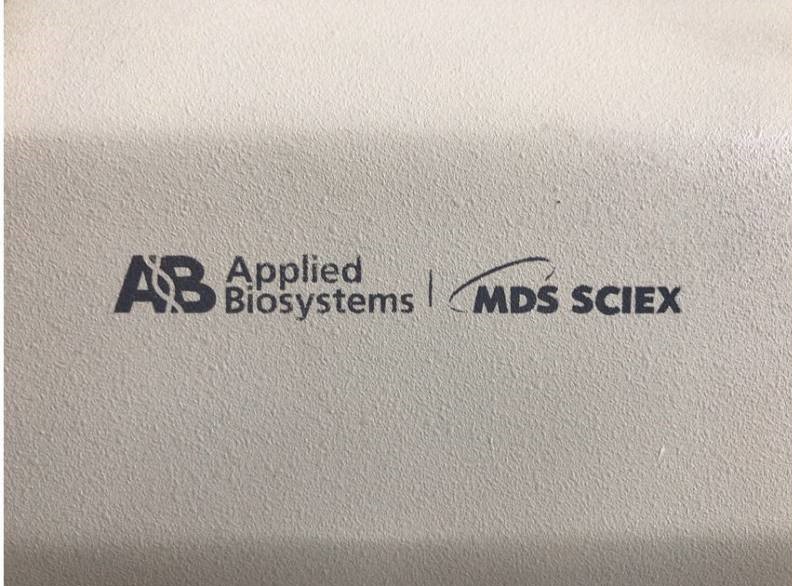 AB Applied
Biosystems | MDS SCIEX